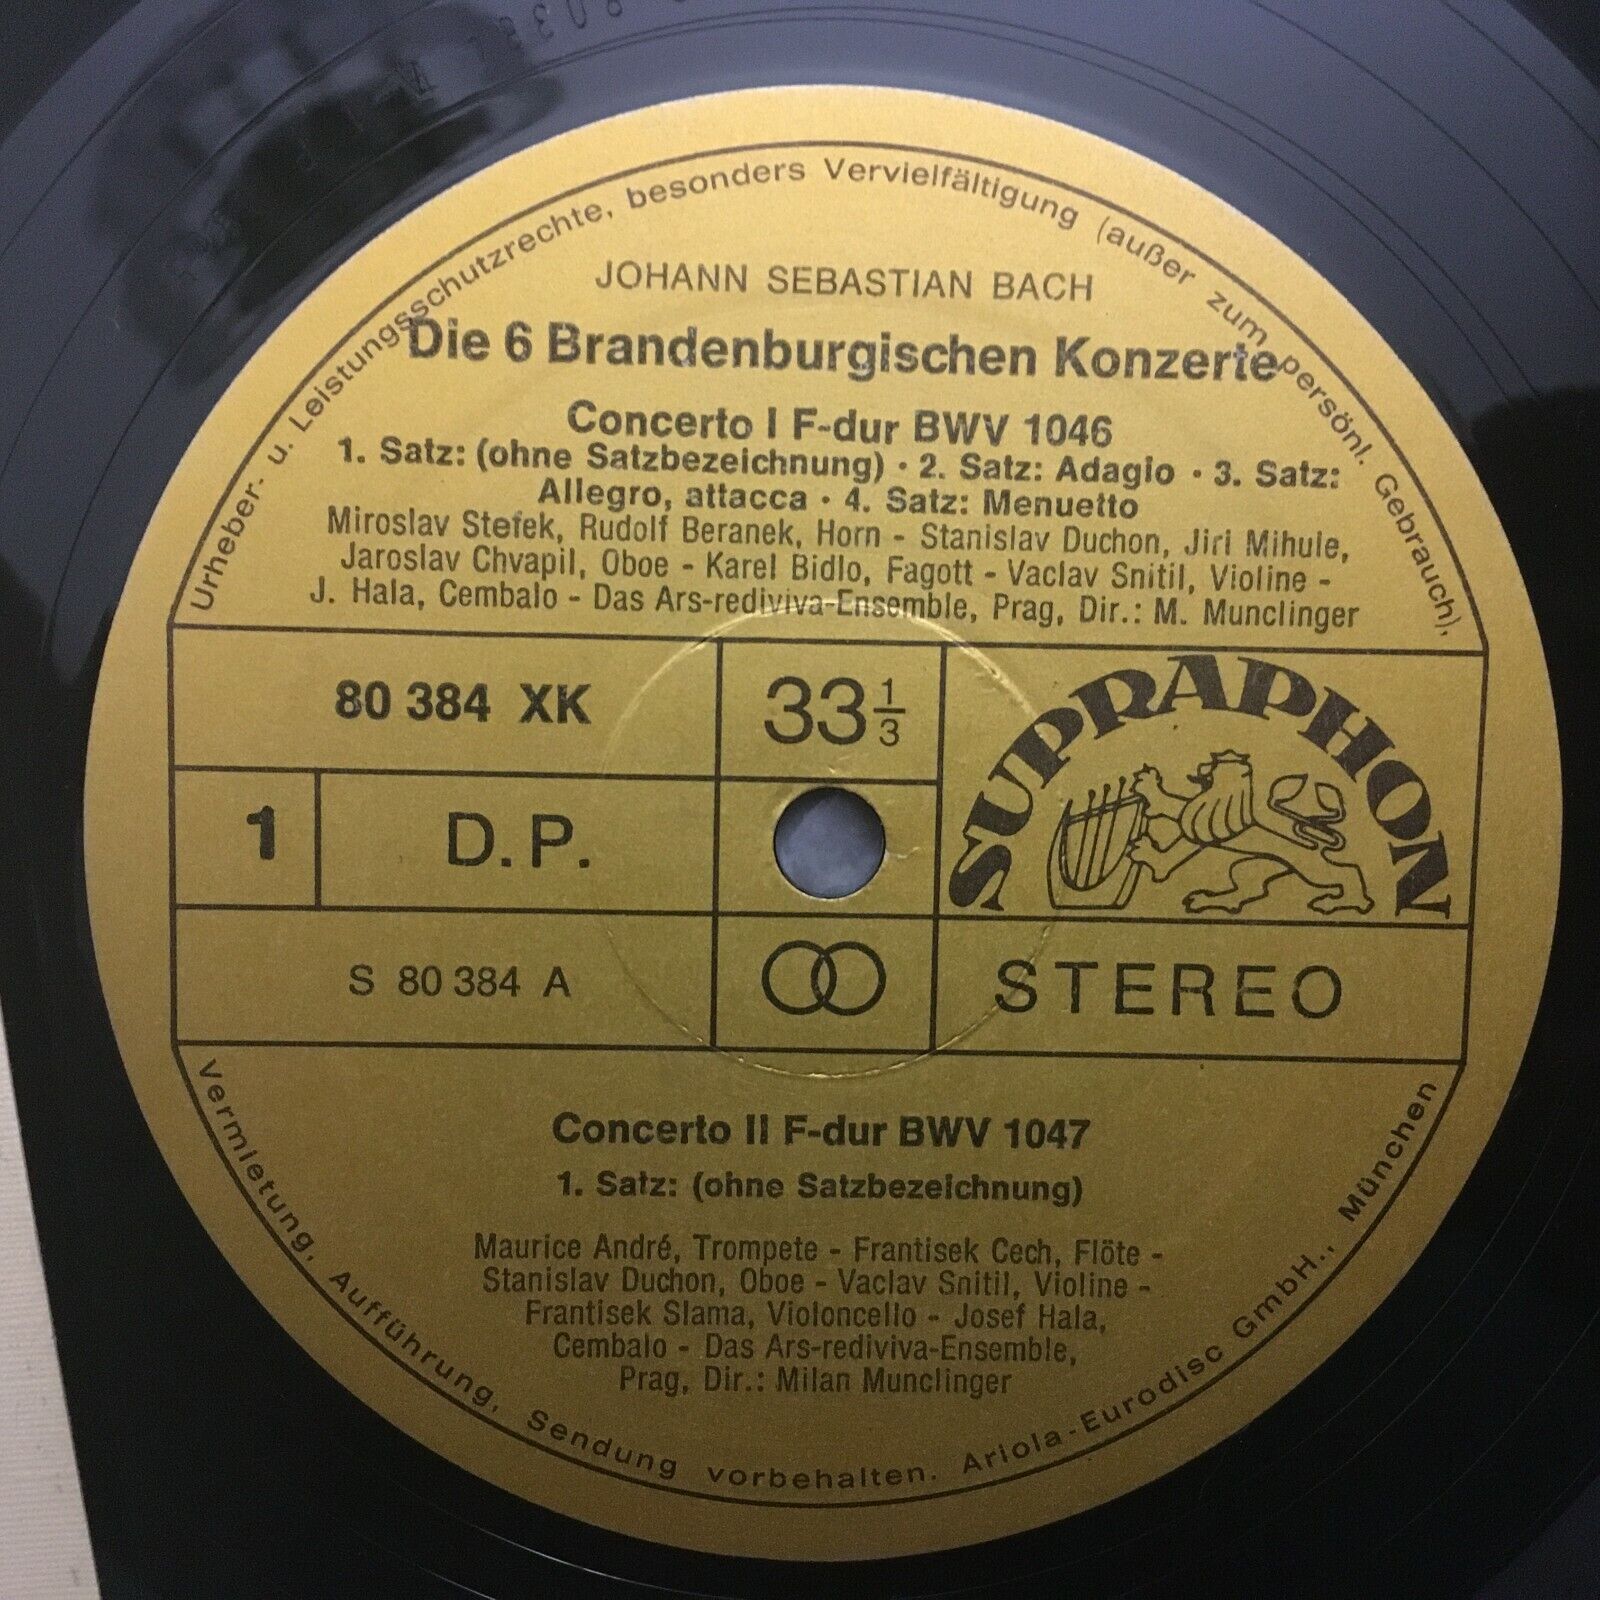 Urheber- u. Leistungsschutzrechte, besonders Vervielfältigung (außer zum persönl. Gebrauch),
JOHANN SEBASTIAN BACH
Die 6 Brandenburgischen Konzerte
Concerto I F-dur BWV 1046
1. Satz: (ohne Satzbezeichnung) · 2. Satz: Adagio · 3. Satz:
Allegro, attacca · 4. Satz: Menuetto
Miroslav Stefek, Rudolf Beranek, Horn - Stanislav Duchon, Jiri Mihule,
Jaroslav Chvapil, Oboe - Karel Bidlo, Fagott - Vaclav Snitil, Violine -
J. Hala, Cembalo - Das Ars-rediviva-Ensemble, Prag, Dir.: M. Munclinger
80 384 XK
33 1/3
SUPRAPHON
1
D.P.
S 80 384 A
STEREO
Concerto II F-dur BWV 1047
1. Satz: (ohne Satzbezeichnung)
Maurice André, Trompete - Frantisek Cech, Flöte -
Stanislav Duchon, Oboe - Vaclav Snitil, Violine -
Frantisek Slama, Violoncello - Josef Hala,
Cembalo - Das Ars-rediviva-Ensemble,
Prag, Dir.: Milan Munclinger
Vermietung, Aufführung, Sendung vorbehalten. Ariola-Eurodisc GmbH., München